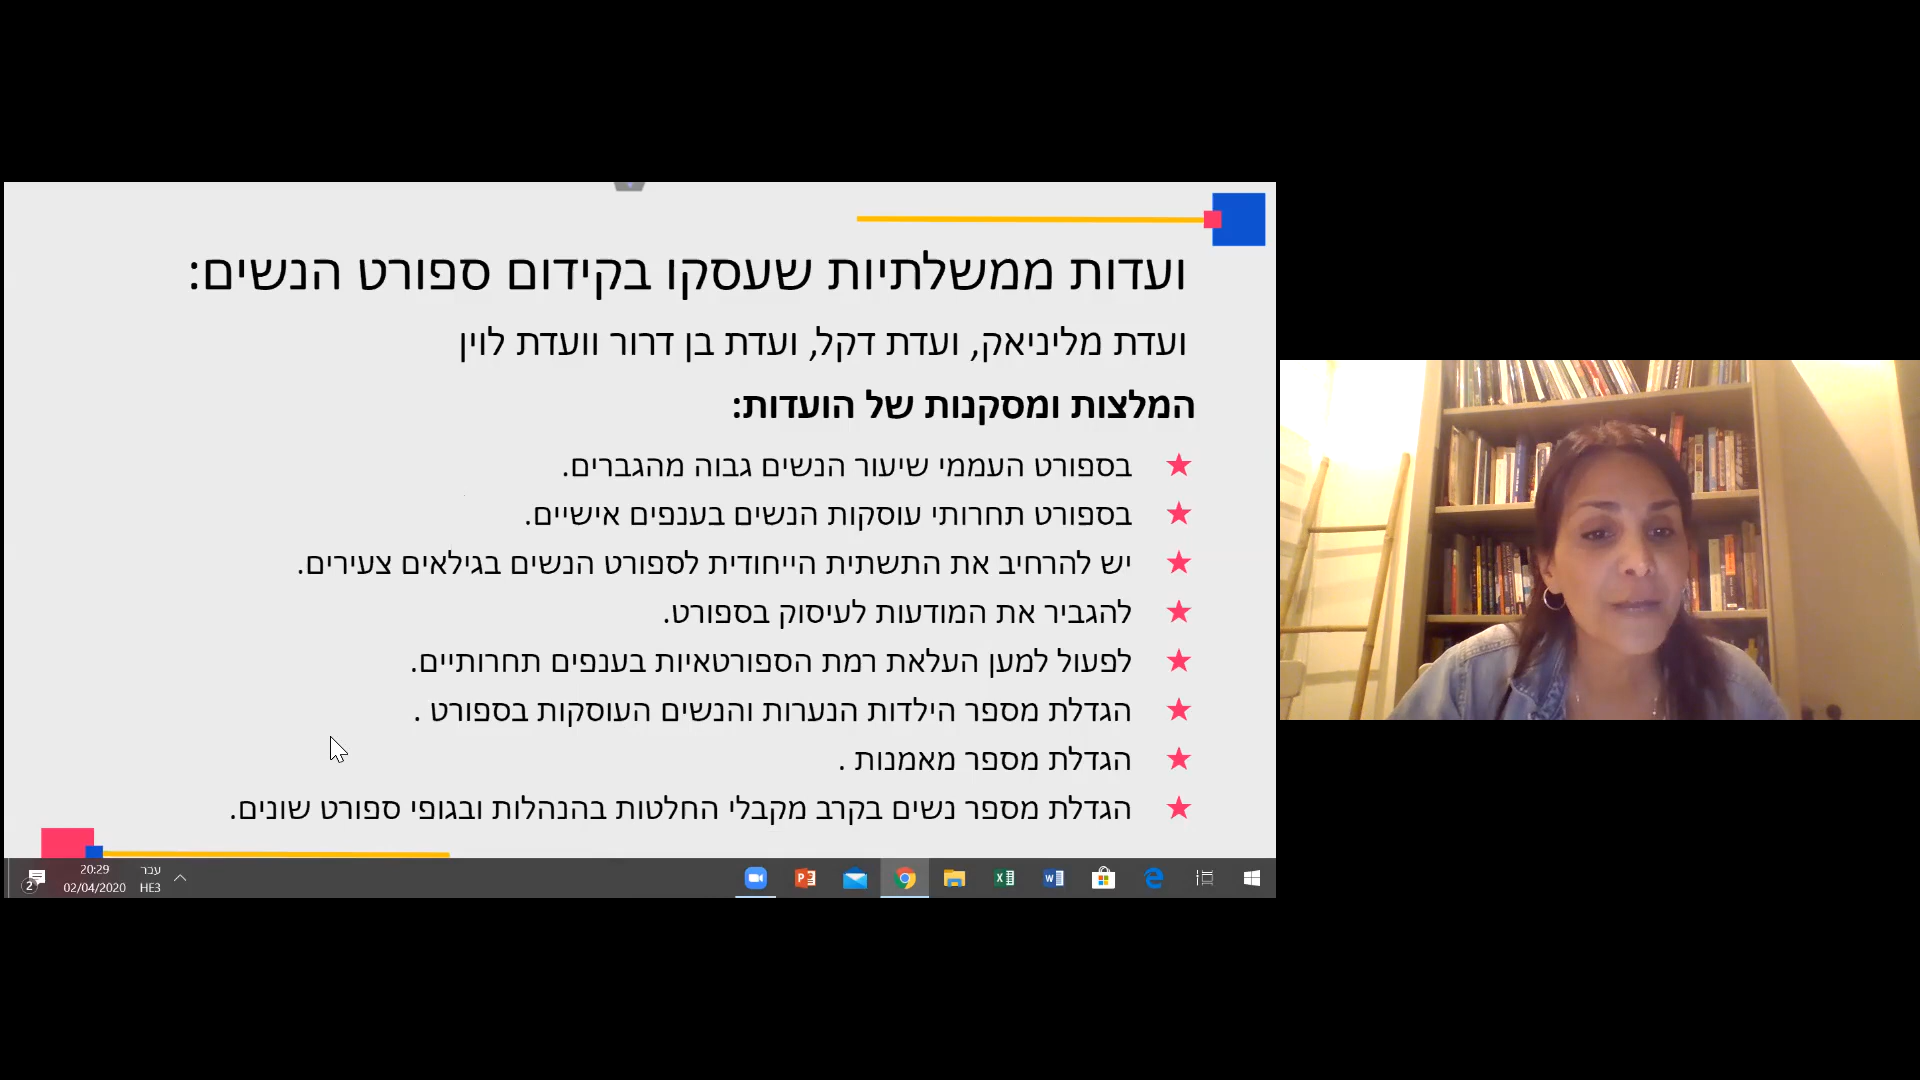 ועדות ממשלתיות שעסקו בקידום ספורט הנשים:
ועדת מליניאק, ועדת דקל, ועדת בן דרור וועדת לוין
המלצות ומסקנות של הועדות:
בספורט העממי שיעור הנשים גבוה מהגברים.
בספורט תחרותי עוסקות הנשים בענפים אישיים.
יש להרחיב את התשתית הייחודית לספורט הנשים בגילאים צעירים.
להגביר את המודעות לעיסוק בספורט.
לפעול למען העלאת רמת הספורטאיות בענפים תחרותיים.
הגדלת מספר הילדות הנערות והנשים העוסקות בספורט .
הגדלת מספר מאמנות .
הגדלת מספר נשים בקרב מקבלי החלטות בהנהלות ובגופי ספורט שונים.
עבר 20:29
HE3 02/04/2020
2